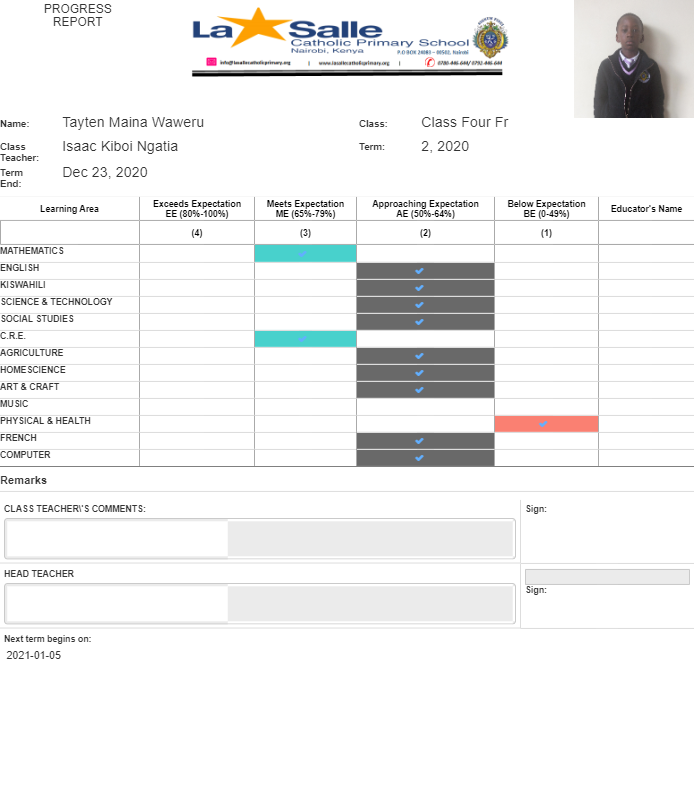 PROGRESS
REPORT
La Salle
Catholic Primary School
Nairobi, Kenya
P.O BOX 24083 - 00502, Nairobi
info@lasallecatholicprimary.org | www.lasallecatholicprimary.org | 0780-446-644/ 0792-446-644
Name: Tayten Maina Waweru Class: Class Four Fr
Class Teacher: Isaac Kiboi Ngatia Term: 2, 2020
Term End: Dec 23, 2020
Learning Area Exceeds Expectation EE (80%-100%) Meets Expectation ME (65%-79%) Approaching Expectation AE (50%-64%) Below Expectation BE (0-49%) Educator's Name
(4) (3) (2) (1)
MATHEMATICS
ENGLISH
KISWAHILI
SCIENCE & TECHNOLOGY
SOCIAL STUDIES
C.R.E.
AGRICULTURE
HOMESCIENCE
ART & CRAFT
MUSIC
PHYSICAL & HEALTH
FRENCH
COMPUTER
Remarks
CLASS TEACHER\'S COMMENTS: Sign:
HEAD TEACHER
Sign:
Next term begins on:
2021-01-05